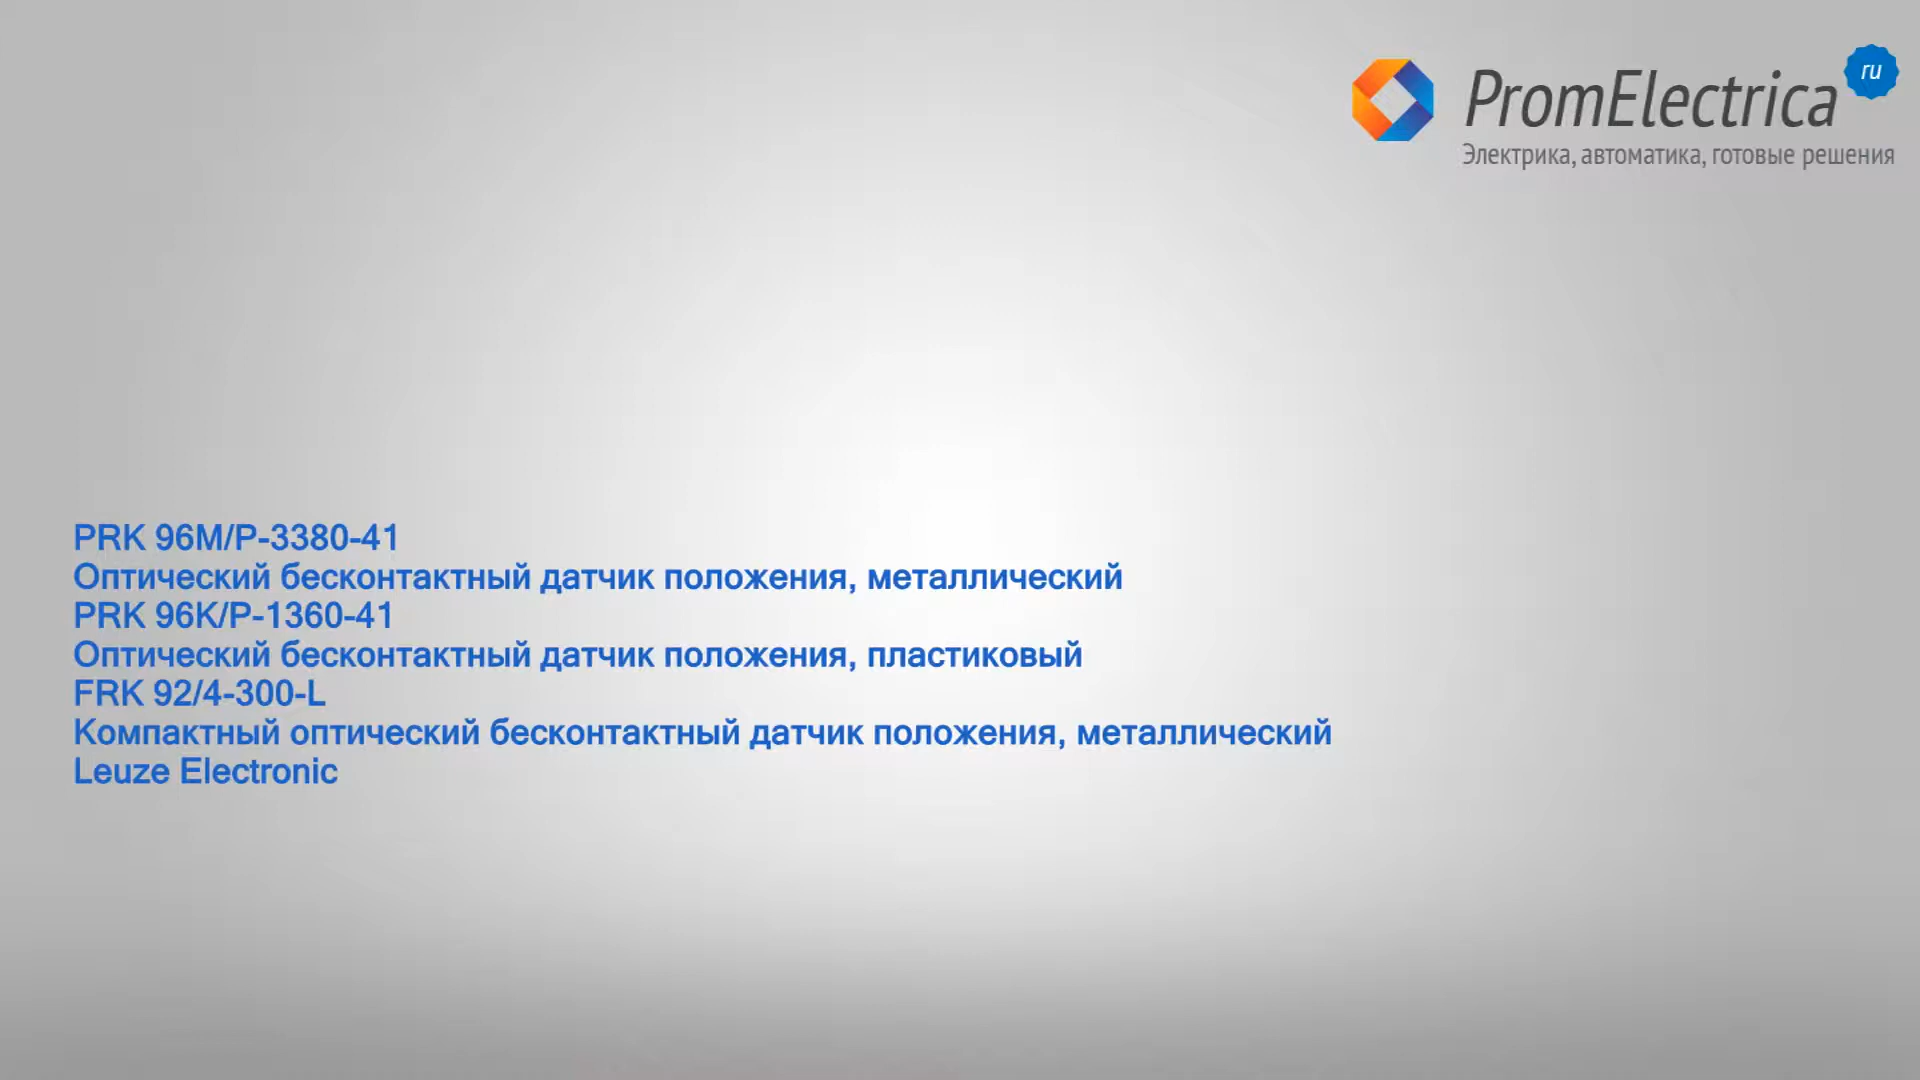 PromElectrica ru
Электрика, автоматика, готовые решения
PRK 96M/P-3380-41
Оптический бесконтактный датчик положения, металлический
PRK 96K/P-1360-41
Оптический бесконтактный датчик положения, пластиковый
FRK 92/4-300-L
Компактный оптический бесконтактный датчик положения, металлический
Leuze Electronic